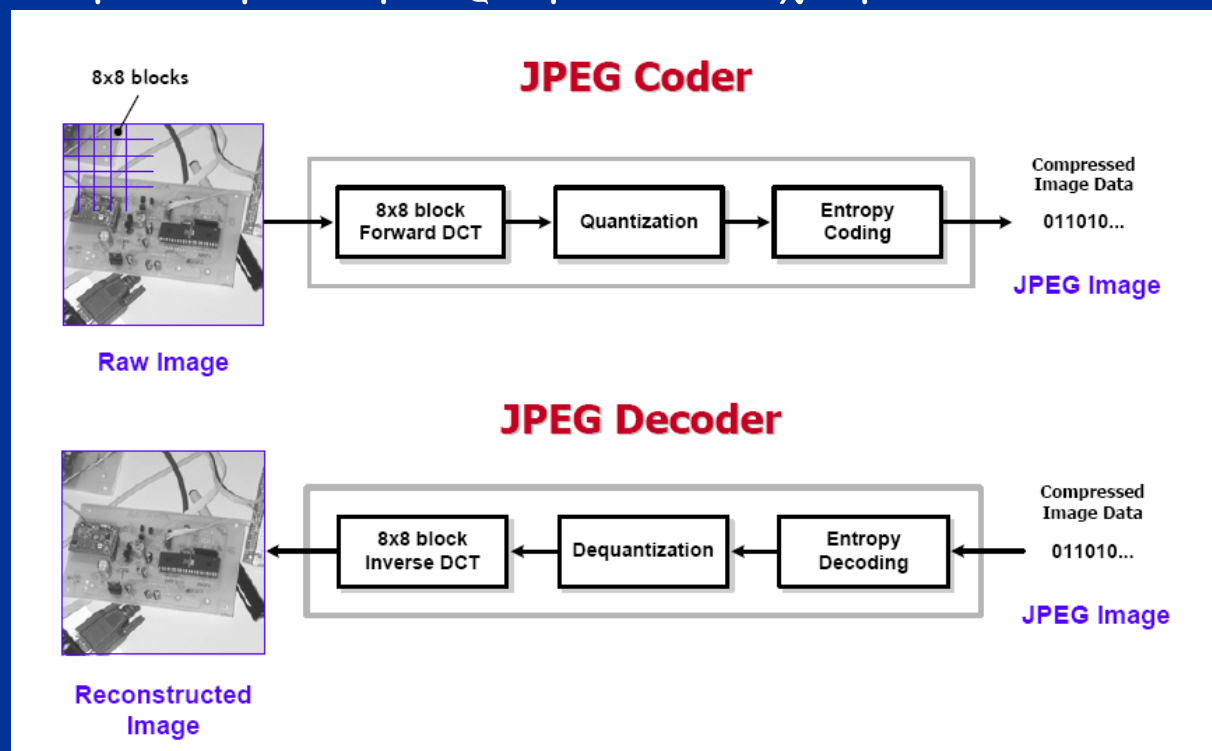 JPEG Coder
8x8 blocks
8x8 block
Forward DCT
Quantization
Entropy
Coding
Compressed
Image Data
011010...
JPEG Image
Raw Image
JPEG Decoder
8x8 block
Inverse DCT
Dequantization
Entropy
Decoding
Compressed
Image Data
011010...
JPEG Image
Reconstructed
Image